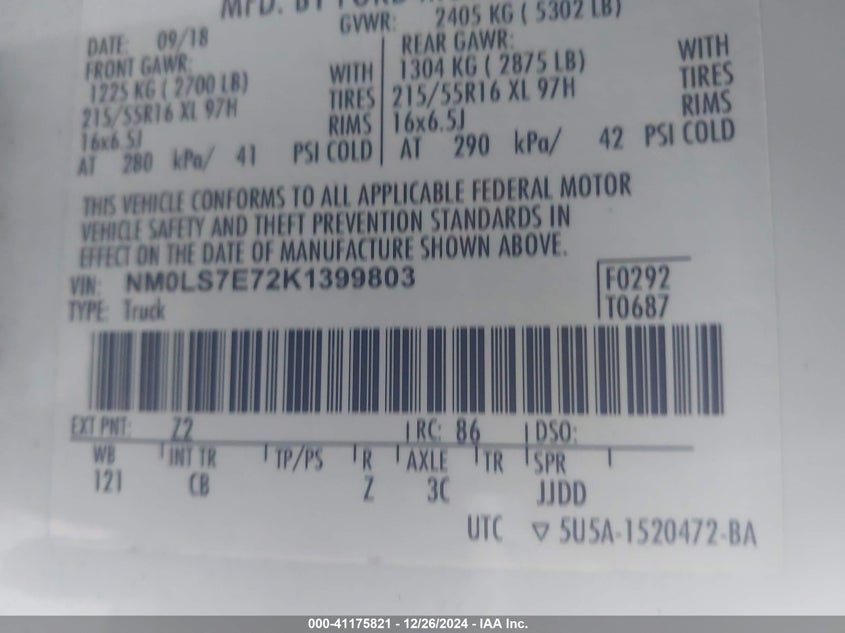 MFD. BY FORD
GVWR: 2405 KG ( 5302 LB)
DATE: 09/18
FRONT GAWR:
1225 KG ( 2700 LB)
215/55R16 XL 97H
16x6.5J
AT 280 kPa/ 41 PSI COLD
WITH
TIRES
RIMS
REAR GAWR:
1304 KG ( 2875 LB)
215/55R16 XL 97H
16x6.5J
AT 290 kPa/ 42 PSI COLD
WITH
TIRES
RIMS
THIS VEHICLE CONFORMS TO ALL APPLICABLE FEDERAL MOTOR
VEHICLE SAFETY AND THEFT PREVENTION STANDARDS IN
EFFECT ON THE DATE OF MANUFACTURE SHOWN ABOVE.
VIN: NM0LS7E72K1399803
F0292
TYPE: Truck
T0687
EXT PNT: Z2 RC: 86 DSO:
WB INT TR TP/PS R AXLE TR SPR
121 CB Z 3C JJDD
UTC ▽ 5U5A-1520472-BA
000-41175821 - 12/26/2024 - IAA Inc.